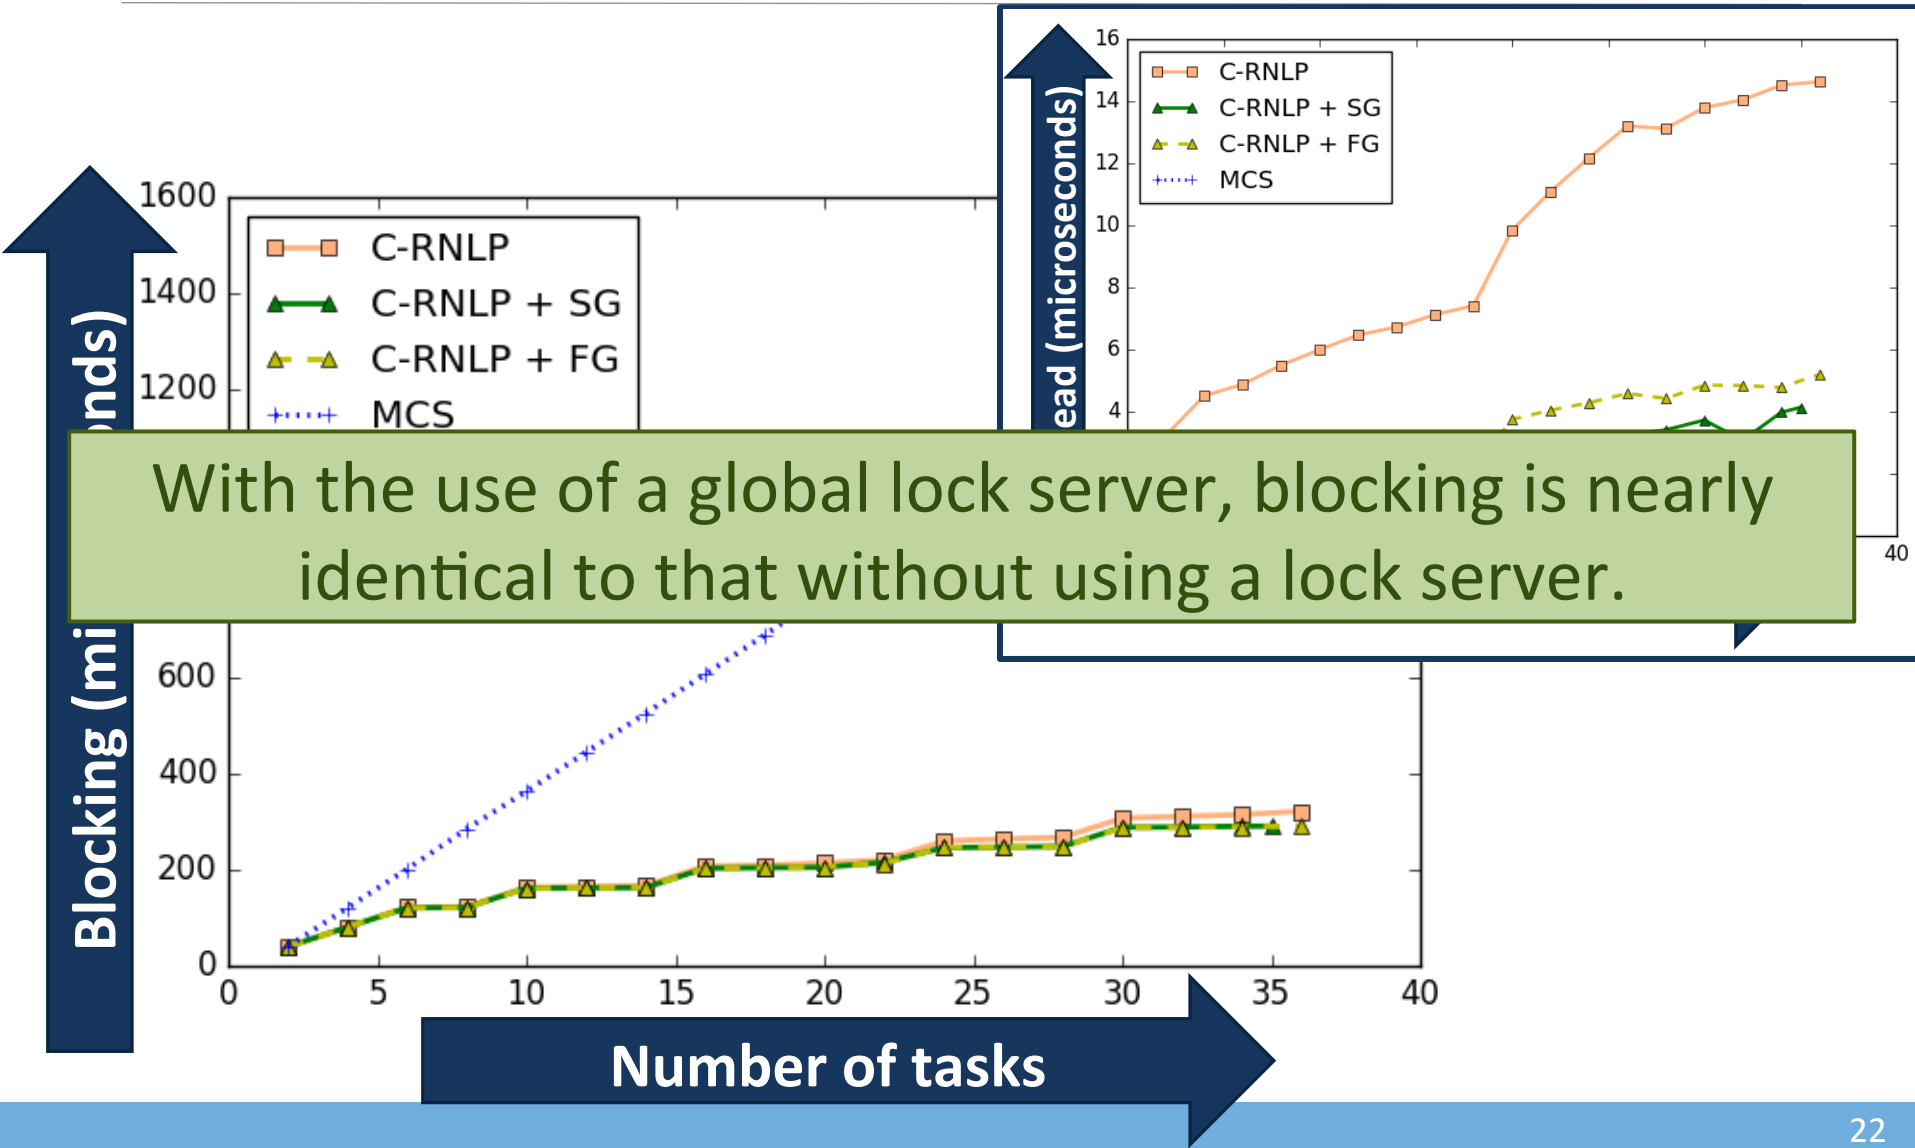 1600
1400
1200
600
400
200
0
0 5 10 15 20 25 30 35 40
C-RNLP
C-RNLP + SG
C-RNLP + FG
MCS
Number of tasks
16
14
12
10
8
6
4
40
C-RNLP
C-RNLP + SG
C-RNLP + FG
MCS
(microseconds)
Blocking
With the use of a global lock server, blocking is nearly
identical to that without using a lock server.
22